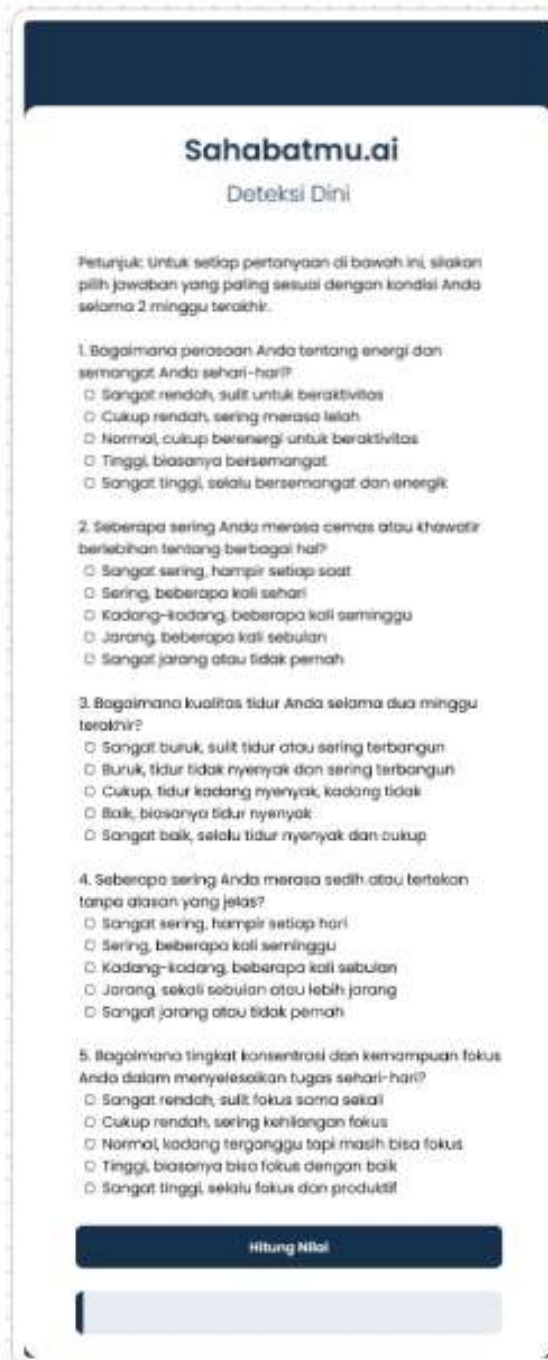 Sahabatmu.ai
Deteksi Dini
Petunjuk: Untuk setiap pertanyaan di bawah ini, silakan
pilih jawaban yang paling sesuai dengan kondisi Anda
selama 2 minggu terakhir.
1. Bagaimana perasaan Anda tentang energi dan
semangat Anda sehari-hari?
Sangat rendah, sulit untuk beraktivitas
Cukup rendah, sering merasa lelah
Normal, cukup berenergi untuk beraktivitas
Tinggi, biasanya bersemangat
Sangat tinggi, selalu bersemangat dan energik
2. Seberapa sering Anda merasa cemas atau khawatir
berlebihan tentang berbagai hal?
Sangat sering, hampir setiap saat
Sering, beberapa kali sehari
Kadang-kadang, beberapa kali seminggu
Jarang, beberapa kali sebulan
Sangat jarang atau tidak pernah
3. Bagaimana kualitas tidur Anda selama dua minggu
terakhir?
Sangat buruk, sulit tidur atau sering terbangun
Buruk, tidur tidak nyenyak dan sering terbangun
Cukup, tidur kadang nyenyak, kadang tidak
Baik, biasanya tidur nyenyak
Sangat baik, selalu tidur nyenyak dan cukup
4. Seberapa sering Anda merasa sedih atau tertekan
tanpa alasan yang jelas?
Sangat sering, hampir setiap hari
Sering, beberapa kali seminggu
Kadang-kadang, beberapa kali sebulan
Jarang, sekali sebulan atau lebih jarang
Sangat jarang atau tidak pernah
5. Bagaimana tingkat konsentrasi dan kemampuan fokus
Anda dalam menyelesaikan tugas sehari-hari?
Sangat rendah, sulit fokus sama sekali
Cukup rendah, sering kehilangan fokus
Normal, kadang terganggu tapi masih bisa fokus
Tinggi, biasanya bisa fokus dengan baik
Sangat tinggi, selalu fokus dan produktif
Hitung Nilai